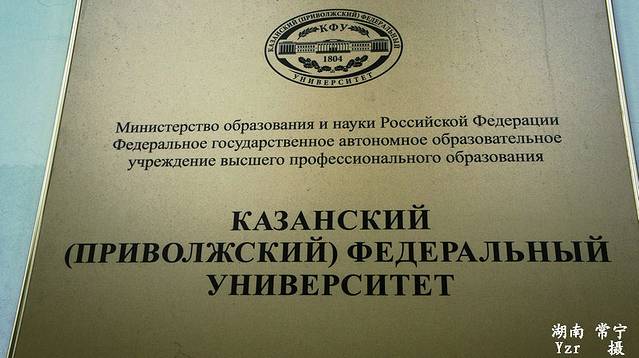 КАЗАНСКИЙ (ПРИВОЛЖСКИЙ) ФЕДЕРАЛЬНЫЙ
КФУ
1804
УНИВЕРСИТЕТ
Министерство образования и науки Российской Федерации
Федеральное государственное автономное образовательное
учреждение высшего профессионального образования
КАЗАНСКИЙ
(ПРИВОЛЖСКИЙ) ФЕДЕРАЛЬНЫЙ
УНИВЕРСИТЕТ
湖南 常宁
Yzr 摄